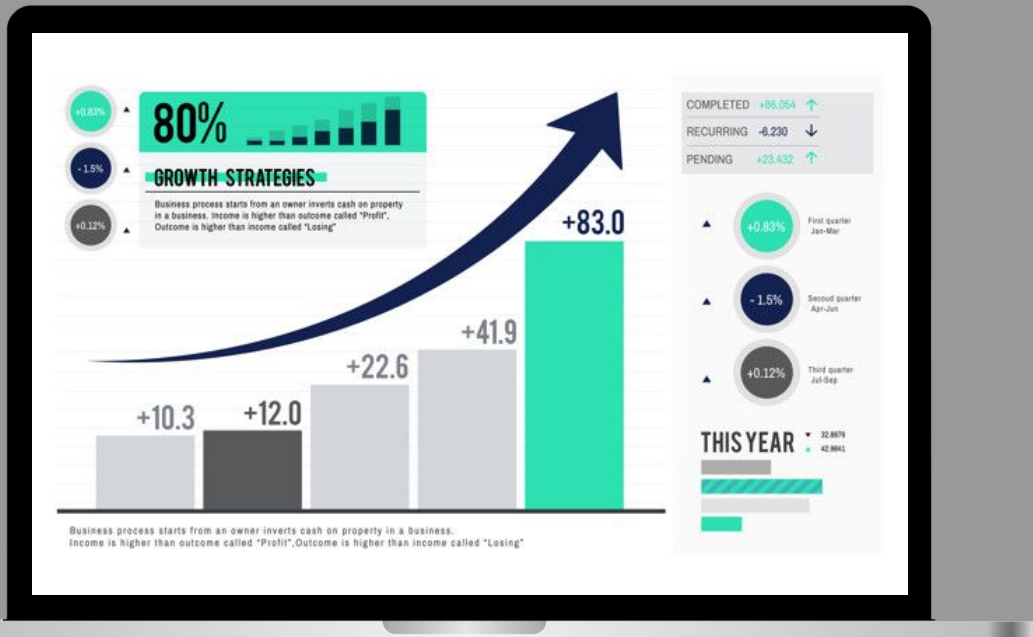 +0.83%
80%
- 1.5%
GROWTH STRATEGIES
Business process starts from an owner inverts cash on property
in a business. Income is higher than outcome called "Profit",
Outcome is higher than income called "Losing"
+0.12%
+10.3
+12.0
+22.6
+41.9
+83.0
Business process starts from an owner inverts cash on property in a business.
Income is higher than outcome called "Profit",Outcome is higher than income called "Losing"
COMPLETED +86.054
RECURRING -6.230
PENDING +23.432
+0.83%
First quarter
Jan-Mar
- 1.5%
Secoud quarter
Apr-Jun
+0.12%
Third quarter
Jul-Sep
THIS YEAR
32.8676
42.9641